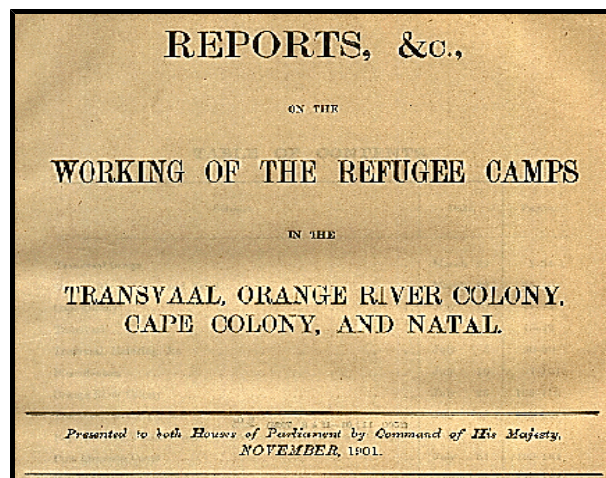 REPORTS, &c.,
ON THE
WORKING OF THE REFUGEE CAMPS
IN THE
TRANSVAAL, ORANGE RIVER COLONY,
CAPE COLONY, AND NATAL.
Presented to both Houses of Parliament by Command of His Majesty,
NOVEMBER, 1901.